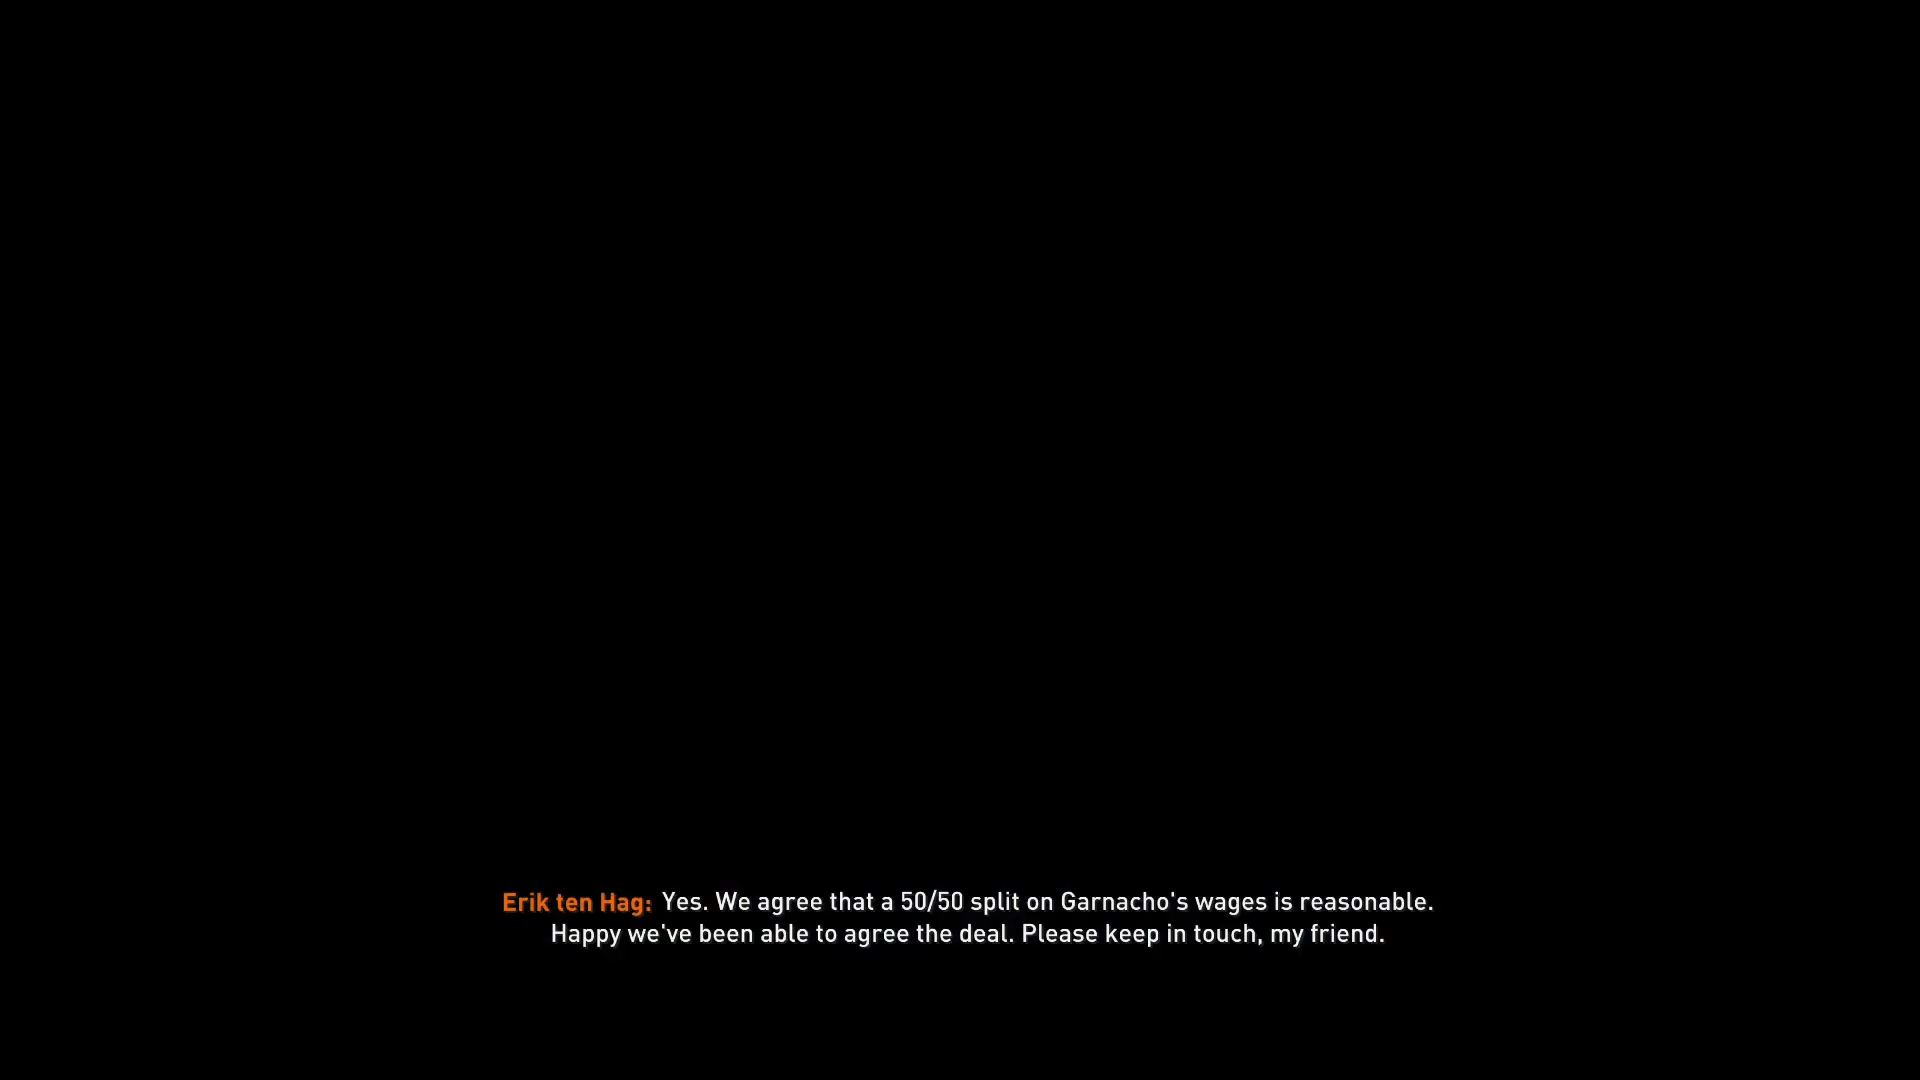 Erik ten Hag: Yes. We agree that a 50/50 split on Garnacho's wages is reasonable.
Happy we've been able to agree the deal. Please keep in touch, my friend.